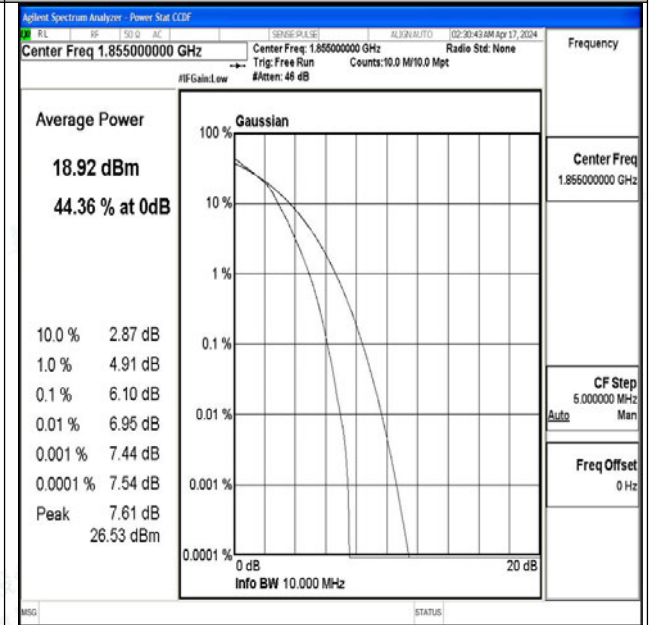 Agilent Spectrum Analyzer - Power Stat CCDF
RL RF 50 Ω AC SENSE:PULSE ALIGN AUTO 02:30:43 AM Apr 17, 2024
Center Freq 1.855000000 GHz
Center Freq: 1.855000000 GHz Radio Std: None
Trig: Free Run Counts:10.0 M/10.0 Mpt
#IFGain:Low #Atten: 46 dB
Frequency
Average Power
18.92 dBm
44.36 % at 0dB
10.0 % 2.87 dB
1.0 % 4.91 dB
0.1 % 6.10 dB
0.01 % 6.95 dB
0.001 % 7.44 dB
0.0001 % 7.54 dB
Peak 7.61 dB
26.53 dBm
Gaussian
100 %
10 %
1 %
0.1 %
0.01 %
0.001 %
0.0001 %
0 dB 20 dB
Info BW 10.000 MHz
Center Freq
1.855000000 GHz
CF Step
5.000000 MHz
Auto Man
Freq Offset
0 Hz
MSG STATUS